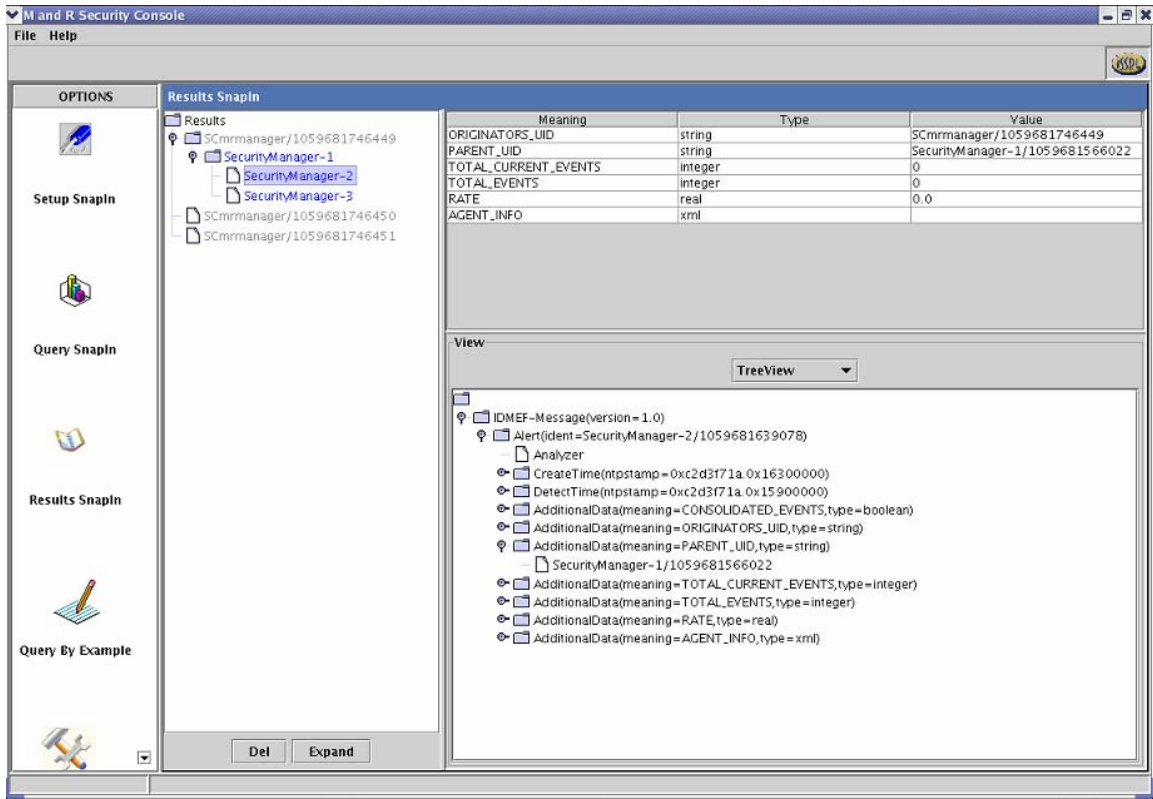 M and R Security Console
File Help
OPTIONS
Setup SnapIn
Query SnapIn
Results SnapIn
Query By Example
Results SnapIn
Results
SCmrmanager/1059681746449
SecurityManager-1
SecurityManager-2
SecurityManager-3
SCmrmanager/1059681746450
SCmrmanager/1059681746451
Del Expand
Meaning Type Value
ORIGINATORS_UID string SCmrmanager/1059681746449
PARENT_UID string SecurityManager-1/1059681566022
TOTAL_CURRENT_EVENTS integer 0
TOTAL_EVENTS integer 0
RATE real 0.0
AGENT_INFO xml
View
TreeView
IDMEF-Message(version=1.0)
Alert(ident=SecurityManager-2/1059681639078)
Analyzer
CreateTime(ntpstamp=0xc2d3f71a.0x16300000)
DetectTime(ntpstamp=0xc2d3f71a.0x15900000)
AdditionalData(meaning=CONSOLIDATED_EVENTS,type=boolean)
AdditionalData(meaning=ORIGINATORS_UID,type=string)
AdditionalData(meaning=PARENT_UID,type=string)
SecurityManager-1/1059681566022
AdditionalData(meaning=TOTAL_CURRENT_EVENTS,type=integer)
AdditionalData(meaning=TOTAL_EVENTS,type=integer)
AdditionalData(meaning=RATE,type=real)
AdditionalData(meaning=AGENT_INFO,type=xml)